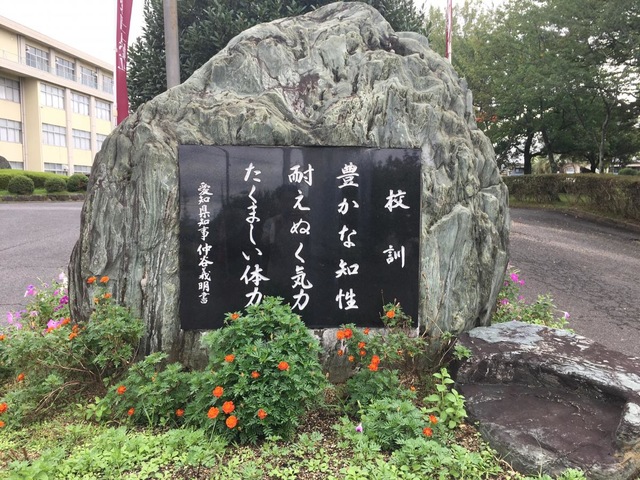 校訓
豊かな知性
耐えぬく気力
たくましい体力
愛知県知事 仲谷義明書